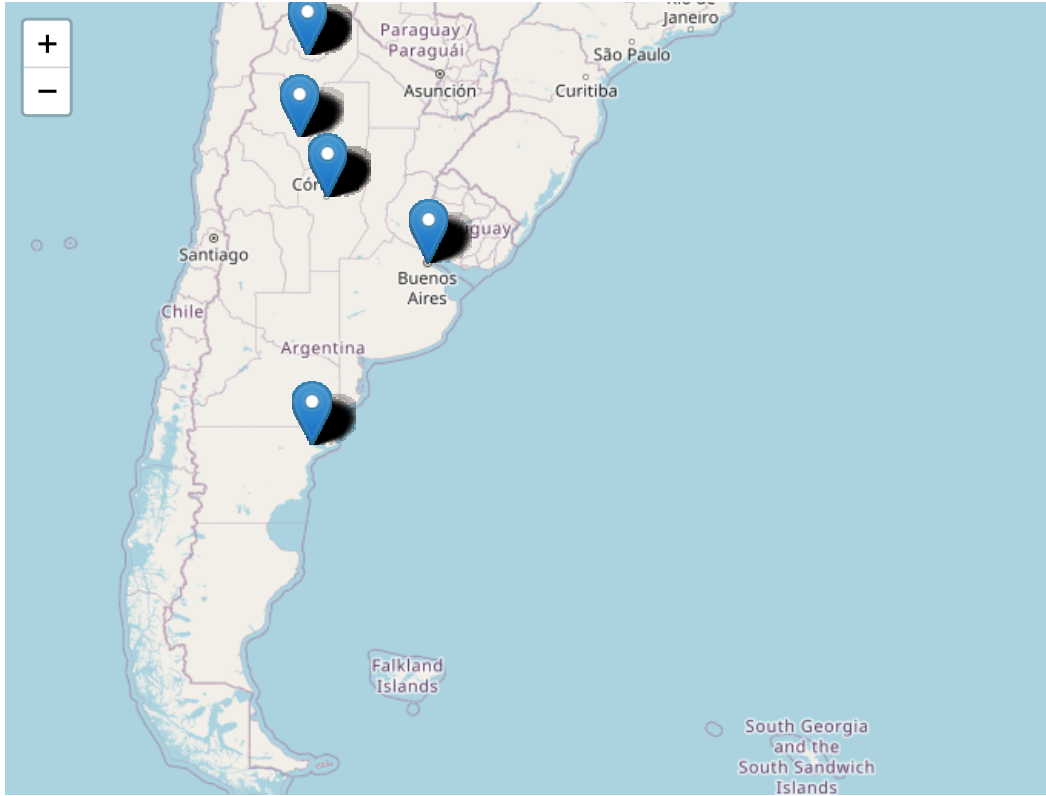 +
−
Janeiro
Paraguay /
Paraguái
São Paulo
Asunción
Curitiba
Santiago
Buenos
Aires
Chile
Argentina
Falkland
Islands
South Georgia
and the
South Sandwich
Islands